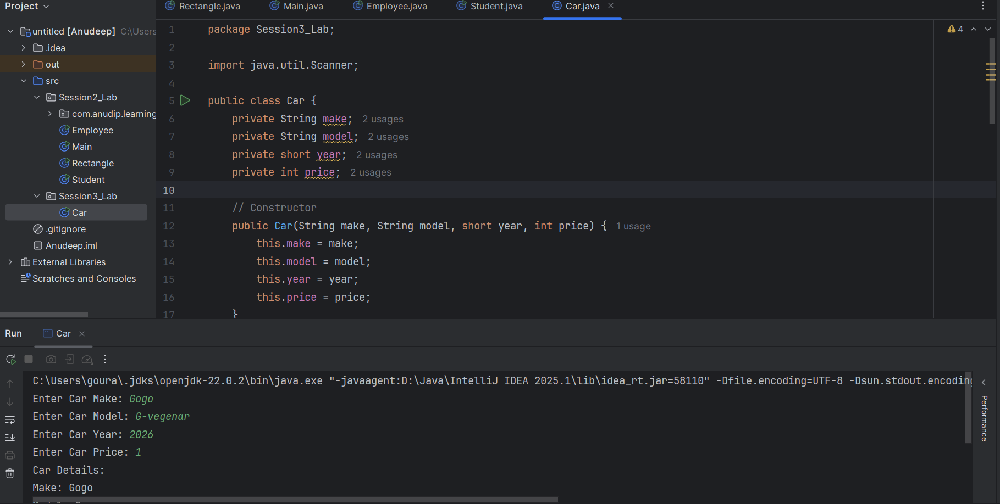 Project
Rectangle.java
Main.java
Employee.java
Student.java
Car.java
untitled [Anudeep] C:\Users
.idea
out
src
Session2_Lab
com.anudip.learning
Employee
Main
Rectangle
Student
Session3_Lab
Car
.gitignore
Anudeep.iml
External Libraries
Scratches and Consoles
4
1 package Session3_Lab;
2
3 import java.util.Scanner;
4
5 public class Car {
6 private String make; 2 usages
7 private String model; 2 usages
8 private short year; 2 usages
9 private int price; 2 usages
10
11 // Constructor
12 public Car(String make, String model, short year, int price) { 1 usage
13 this.make = make;
14 this.model = model;
15 this.year = year;
16 this.price = price;
17 }
Run
Car
C:\Users\goura\.jdks\openjdk-22.0.2\bin\java.exe "-javaagent:D:\Java\IntelliJ IDEA 2025.1\lib\idea_rt.jar=58110" -Dfile.encoding=UTF-8 -Dsun.stdout.encoding
Enter Car Make: Gogo
Enter Car Model: G-vegenar
Enter Car Year: 2026
Enter Car Price: 1
Car Details:
Make: Gogo
Performance